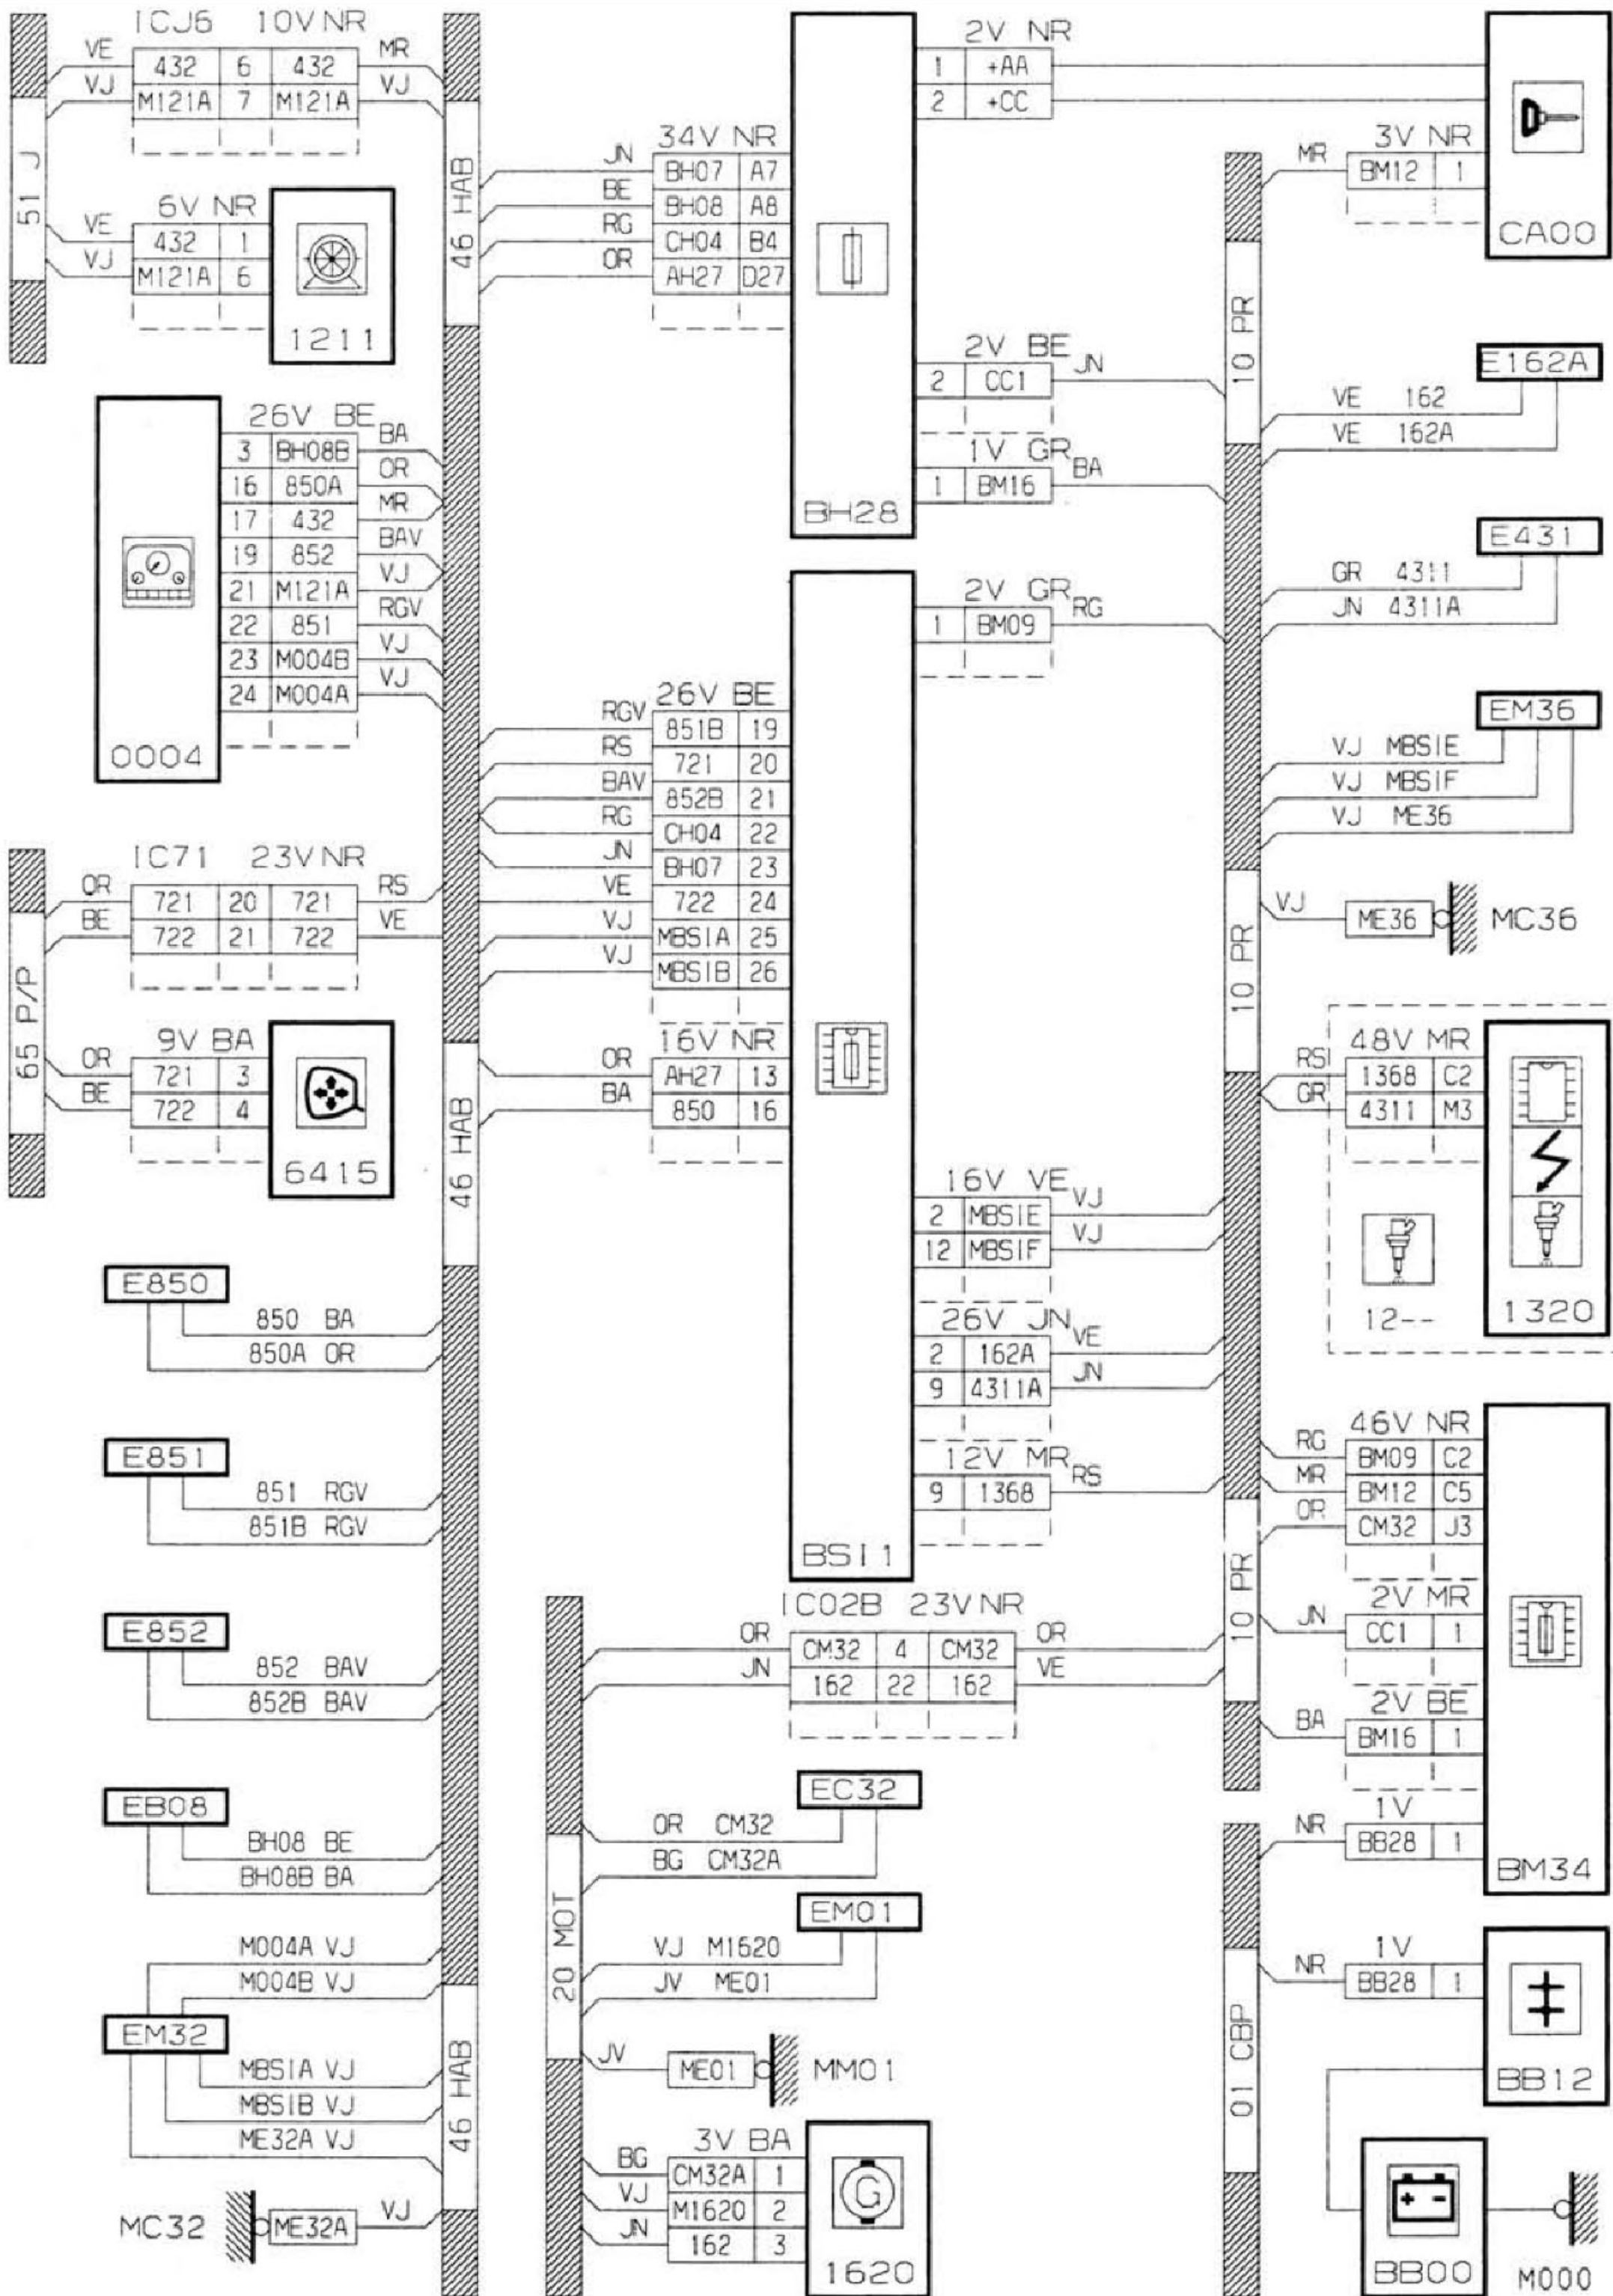 51 J
ICJ6 10V NR
VE 432 6 432 MR
VJ M121A 7 M121A VJ
6V NR
VE 432 1
VJ M121A 6
1211
26V BE
3 BH08B BA
16 850A OR
17 432 MR
19 852 BAV
21 M121A VJ
22 851 RGV
23 M004B VJ
24 M004A VJ
0004
65 P/P
IC71 23V NR
OR 721 20 721 RS
BE 722 21 722 VE
9V BA
OR 721 3
BE 722 4
6415
E850
850 BA
850A OR
E851
851 RGV
851B RGV
E852
852 BAV
852B BAV
EB08
BH08 BE
BH08B BA
M004A VJ
M004B VJ
EM32
MBSIA VJ
MBSIB VJ
ME32A VJ
MC32 ME32A VJ
46 HAB
46 HAB
46 HAB
34V NR
JN BH07 A7
BE BH08 A8
RG CH04 B4
OR AH27 D27
2V NR
1 +AA
2 +CC
2V BE
2 CC1 JN
1V GR
1 BM16 BA
BH28
2V GR
1 BM09 RG
26V BE
RGV 851B 19
RS 721 20
BAV 852B 21
RG CH04 22
JN BH07 23
VE 722 24
VJ MBSIA 25
VJ MBSIB 26
16V NR
OR AH27 13
BA 850 16
16V VE
2 MBSIE VJ
12 MBSIF VJ
26V JN
2 162A VE
9 4311A JN
12V MR
9 1368 RS
BSI1
IC02B 23V NR
OR CM32 4 CM32 OR
JN 162 22 162 VE
20 MOT
EC32
OR CM32
BG CM32A
EM01
VJ M1620
JV ME01
JV ME01 MM01
3V BA
BG CM32A 1
VJ M1620 2
JN 162 3
G
1620
10 PR
10 PR
10 PR
01 CBP
3V NR
MR BM12 1
CA00
E162A
VE 162
VE 162A
E431
GR 4311
JN 4311A
EM36
VJ MBSIE
VJ MBSIF
VJ ME36
VJ ME36 MC36
48V MR
RS 1368 C2
GR 4311 M3
12--
1320
46V NR
RG BM09 C2
MR BM12 C5
OR CM32 J3
2V MR
JN CC1 1
2V BE
BA BM16 1
1V
NR BB28 1
BM34
1V
NR BB28 1
BB12
+ -
BB00
M000